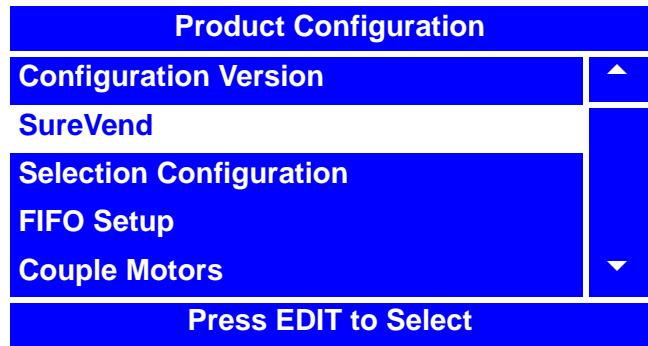 Product Configuration
Configuration Version
SureVend
Selection Configuration
FIFO Setup
Couple Motors
Press EDIT to Select